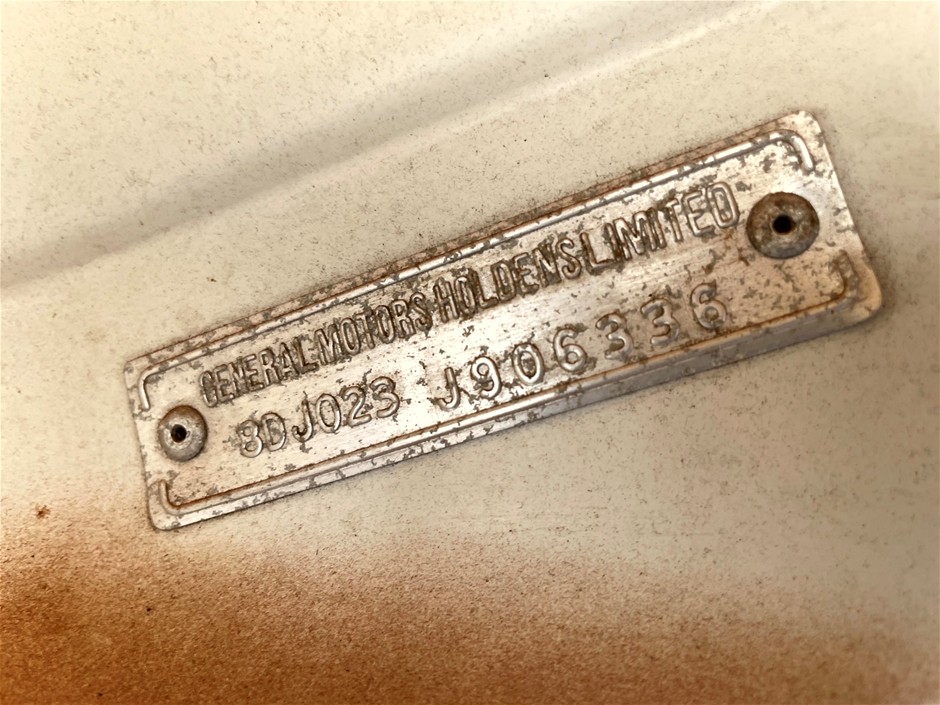 GENERAL-MOTORS HOLDENS LIMITED
8DJ023 J906336